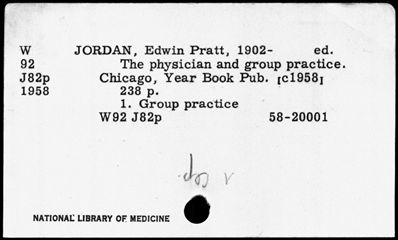 W JORDAN, Edwin Pratt, 1902- ed.
92 The physician and group practice.
J82p Chicago, Year Book Pub. [c1958]
1958 238 p.
1. Group practice
W92 J82p 58-20001
NATIONAL LIBRARY OF MEDICINE